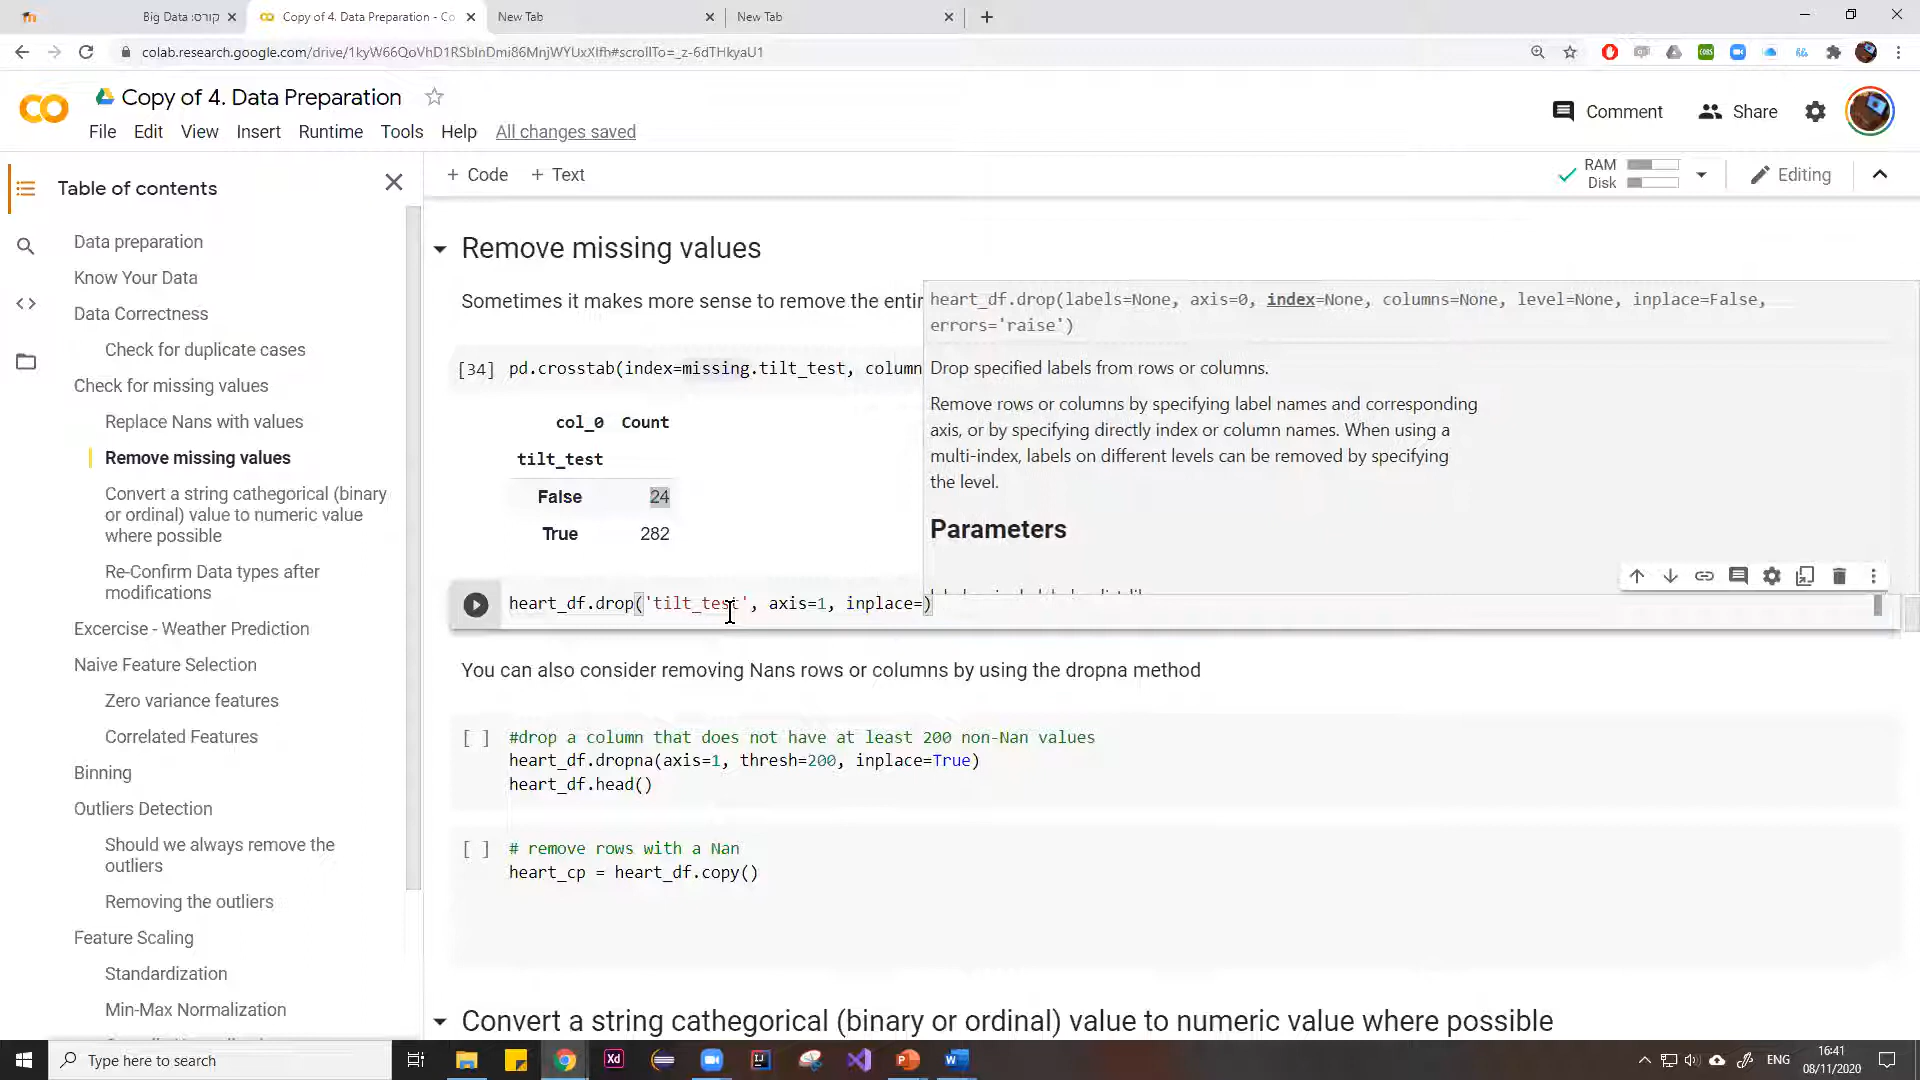 Big Data :קורס
Copy of 4. Data Preparation - Co
New Tab
New Tab
colab.research.google.com/drive/1kyW66QoVhD1RSblnDmi86MnjWYUxXlfh#scrollTo=_z-6dTHkyaU1
Copy of 4. Data Preparation
Comment
Share
File Edit View Insert Runtime Tools Help All changes saved
Table of contents
+ Code + Text
RAM
Disk
Editing
Data preparation
Know Your Data
Data Correctness
Check for duplicate cases
Check for missing values
Replace Nans with values
Remove missing values
Convert a string cathegorical (binary
or ordinal) value to numeric value
where possible
Re-Confirm Data types after
modifications
Excercise - Weather Prediction
Naive Feature Selection
Zero variance features
Correlated Features
Binning
Outliers Detection
Should we always remove the
outliers
Removing the outliers
Feature Scaling
Standardization
Min-Max Normalization
Remove missing values
Sometimes it makes more sense to remove the entir
[34] pd.crosstab(index=missing.tilt_test, column
col_0 Count
tilt_test
False 24
True 282
heart_df.drop(labels=None, axis=0, index=None, columns=None, level=None, inplace=False,
errors='raise')
Drop specified labels from rows or columns.
Remove rows or columns by specifying label names and corresponding
axis, or by specifying directly index or column names. When using a
multi-index, labels on different levels can be removed by specifying
the level.
Parameters
heart_df.drop('tilt_test', axis=1, inplace=)
You can also consider removing Nans rows or columns by using the dropna method
[ ] #drop a column that does not have at least 200 non-Nan values
heart_df.dropna(axis=1, thresh=200, inplace=True)
heart_df.head()
[ ] # remove rows with a Nan
heart_cp = heart_df.copy()
Convert a string cathegorical (binary or ordinal) value to numeric value where possible
Type here to search
Xd
ENG
16:41
08/11/2020